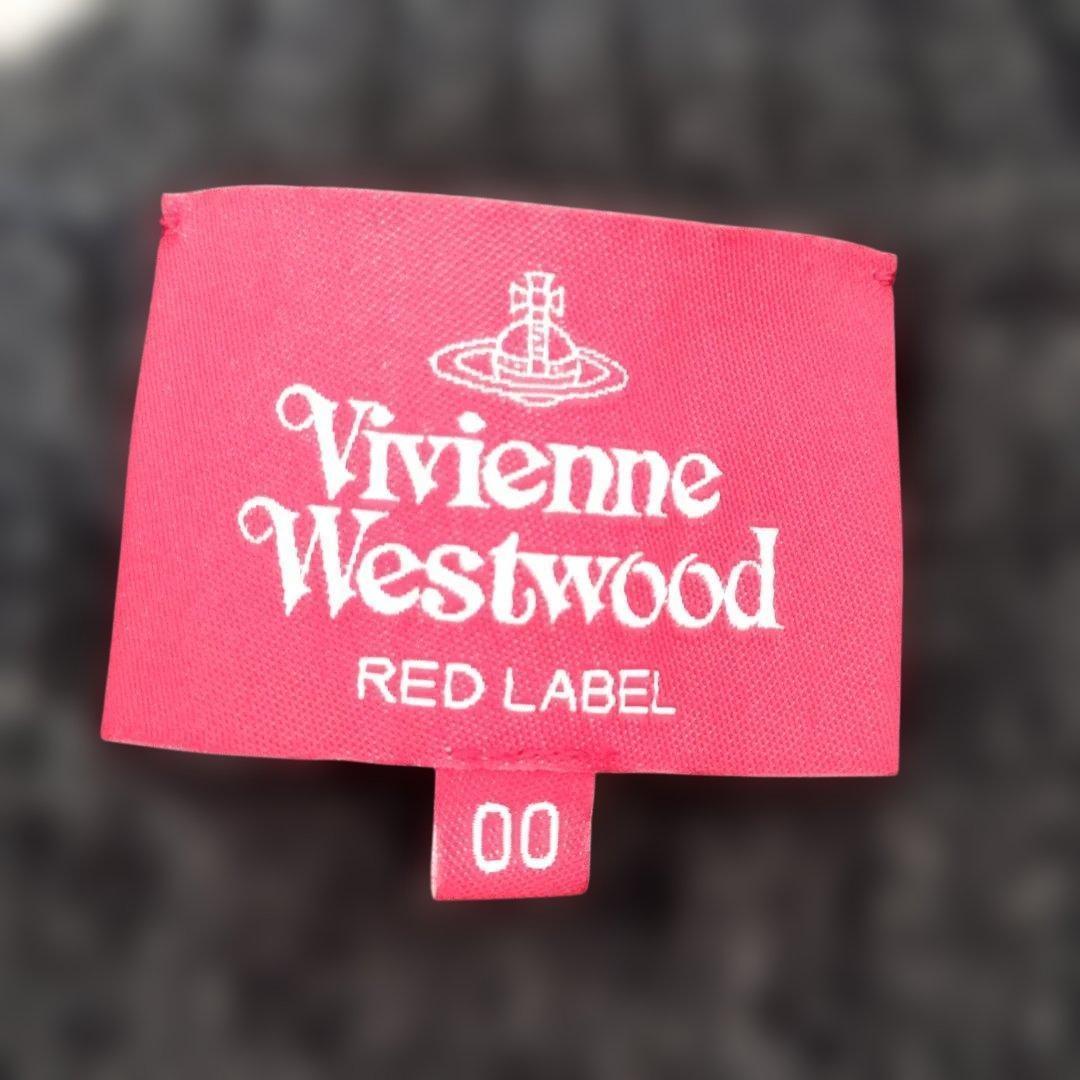 Vivienne
Westwood
RED LABEL
00